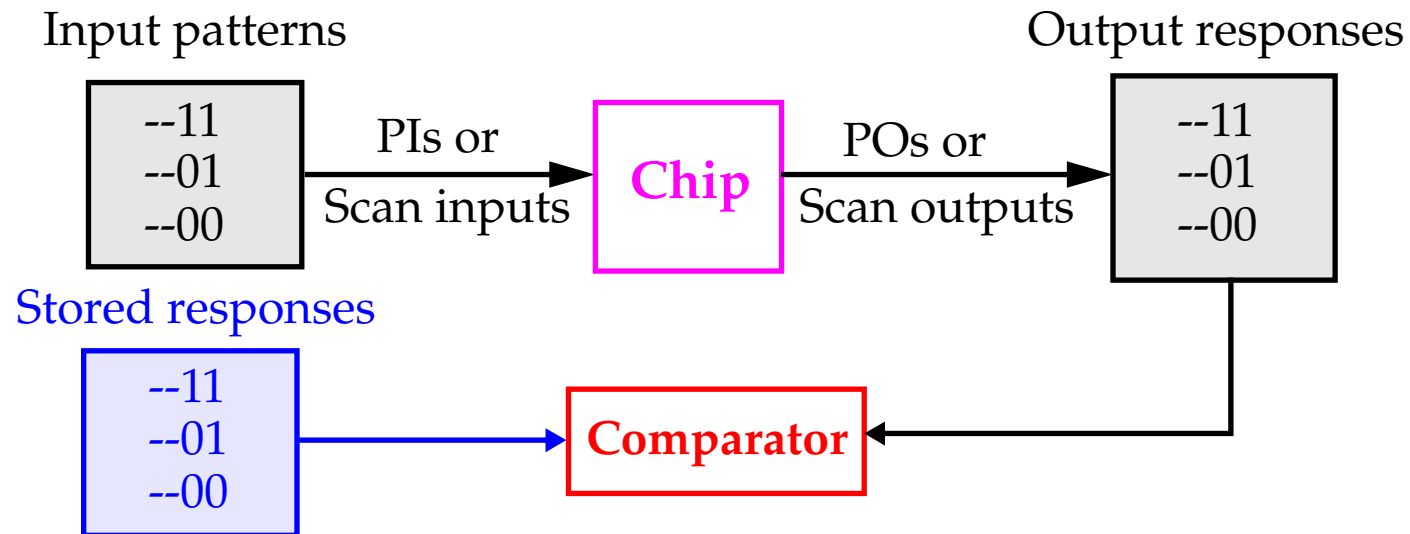 Input patterns
--11
--01
--00
PIs or
Scan inputs
Chip
POs or
Scan outputs
Output responses
--11
--01
--00
Stored responses
--11
--01
--00
Comparator